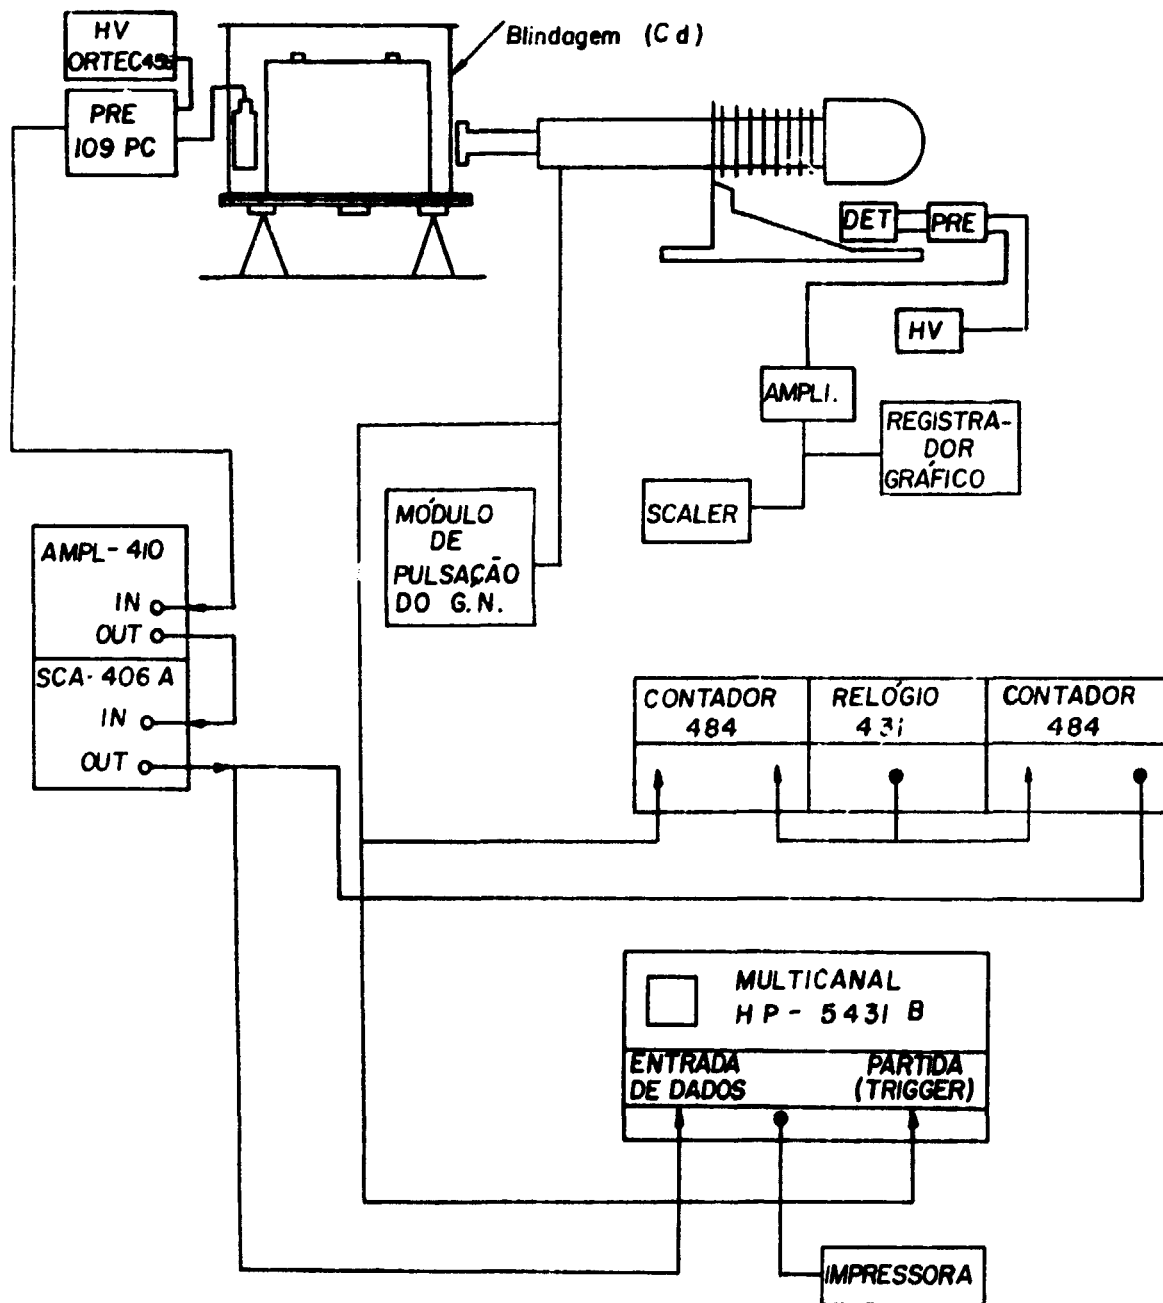 HV
ORTEC 456
PRE
109 PC
Blindagem (Cd)
DET
PRE
HV
AMPLI.
REGISTRA-
DOR
GRÁFICO
SCALER
MÓDULO
DE
PULSAÇÃO
DO G.N.
AMPL-410
IN
OUT
SCA-406 A
IN
OUT
CONTADOR
484
RELÓGIO
431
CONTADOR
484
MULTICANAL
HP-5431 B
ENTRADA
DE DADOS
PARTIDA
(TRIGGER)
IMPRESSORA